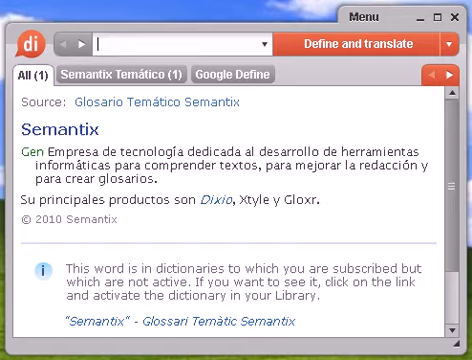 Menu
di
Define and translate
All (1)
Semantix Temático (1)
Google Define
Source: Glosario Temático Semantix
Semantix
Gen Empresa de tecnología dedicada al desarrollo de herramientas
informáticas para comprender textos, para mejorar la redacción y
para crear glosarios.
Su principales productos son Dixio, Xtyle y Gloxr.
© 2010 Semantix
This word is in dictionaries to which you are subscribed but
which are not active. If you want to see it, click on the link
and activate the dictionary in your Library.
"Semantix" - Glossari Temàtic Semantix